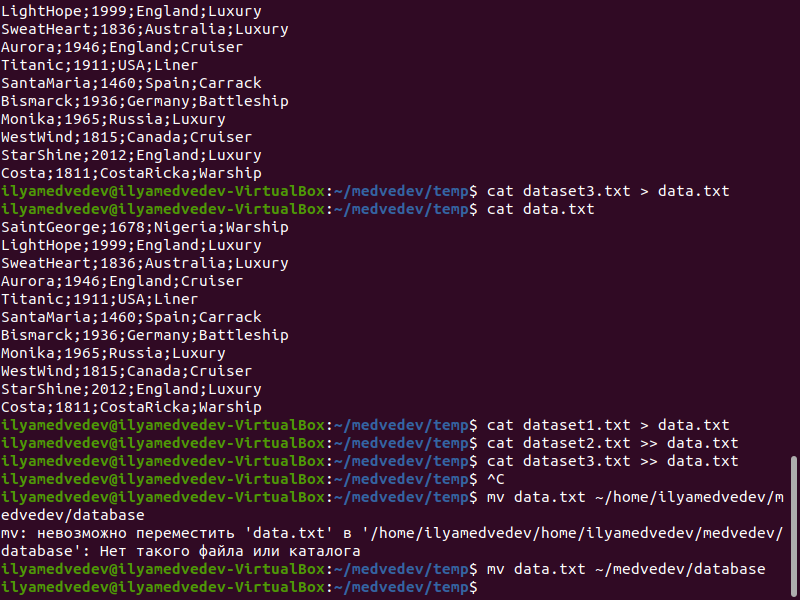 LightHope;1999;England;Luxury
SweatHeart;1836;Australia;Luxury
Aurora;1946;England;Cruiser
Titanic;1911;USA;Liner
SantaMaria;1460;Spain;Carrack
Bismarck;1936;Germany;Battleship
Monika;1965;Russia;Luxury
WestWind;1815;Canada;Cruiser
StarShine;2012;England;Luxury
Costa;1811;CostaRicka;Warship
ilyamedvedev@ilyamedvedev-VirtualBox:~/medvedev/temp$ cat dataset3.txt > data.txt
ilyamedvedev@ilyamedvedev-VirtualBox:~/medvedev/temp$ cat data.txt
SaintGeorge;1678;Nigeria;Warship
LightHope;1999;England;Luxury
SweatHeart;1836;Australia;Luxury
Aurora;1946;England;Cruiser
Titanic;1911;USA;Liner
SantaMaria;1460;Spain;Carrack
Bismarck;1936;Germany;Battleship
Monika;1965;Russia;Luxury
WestWind;1815;Canada;Cruiser
StarShine;2012;England;Luxury
Costa;1811;CostaRicka;Warship
ilyamedvedev@ilyamedvedev-VirtualBox:~/medvedev/temp$ cat dataset1.txt > data.txt
ilyamedvedev@ilyamedvedev-VirtualBox:~/medvedev/temp$ cat dataset2.txt >> data.txt
ilyamedvedev@ilyamedvedev-VirtualBox:~/medvedev/temp$ cat dataset3.txt >> data.txt
ilyamedvedev@ilyamedvedev-VirtualBox:~/medvedev/temp$ ^C
ilyamedvedev@ilyamedvedev-VirtualBox:~/medvedev/temp$ mv data.txt ~/home/ilyamedvedev/m
edvedev/database
mv: невозможно переместить 'data.txt' в '/home/ilyamedvedev/home/ilyamedvedev/medvedev/
database': Нет такого файла или каталога
ilyamedvedev@ilyamedvedev-VirtualBox:~/medvedev/temp$ mv data.txt ~/medvedev/database
ilyamedvedev@ilyamedvedev-VirtualBox:~/medvedev/temp$